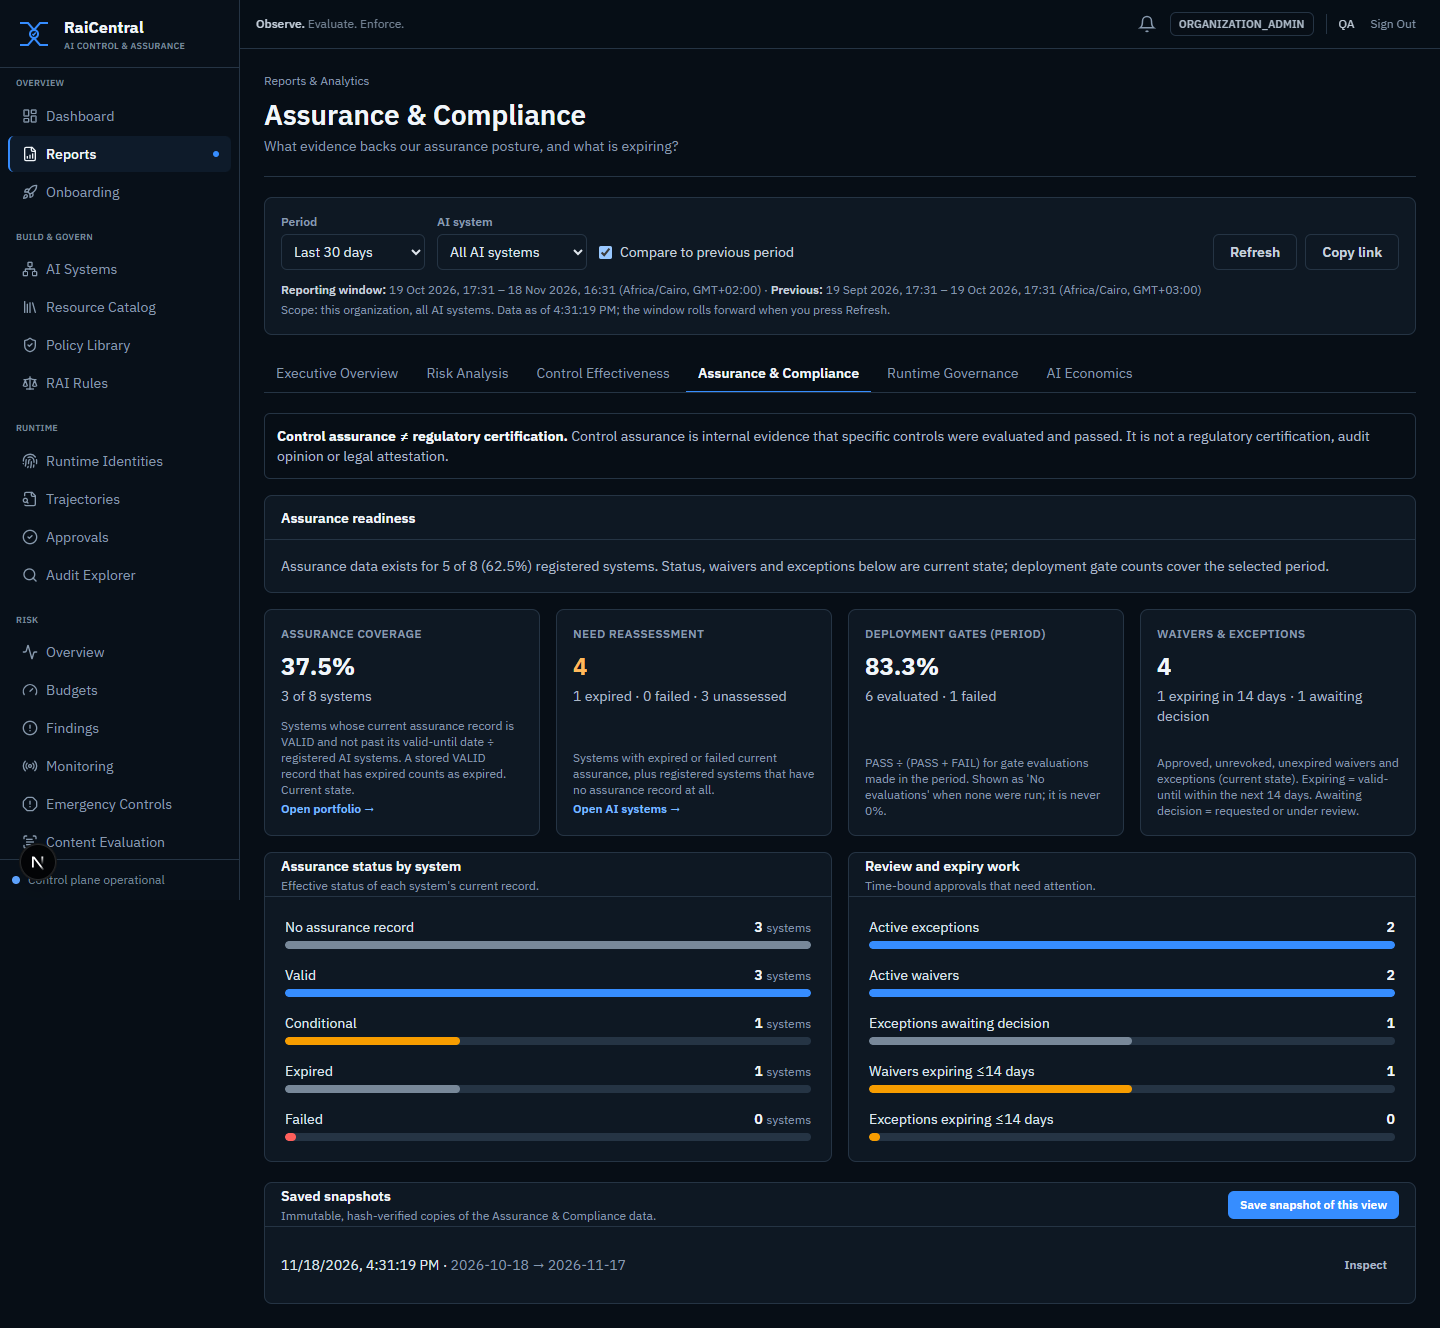 RaiCentral
AI CONTROL & ASSURANCE
Observe. Evaluate. Enforce.
ORGANIZATION_ADMIN
QA
Sign Out
OVERVIEW
Dashboard
Reports
Onboarding
BUILD & GOVERN
AI Systems
Resource Catalog
Policy Library
RAI Rules
RUNTIME
Runtime Identities
Trajectories
Approvals
Audit Explorer
RISK
Overview
Budgets
Findings
Monitoring
Emergency Controls
Content Evaluation
N
Control plane operational
Reports & Analytics
Assurance & Compliance
What evidence backs our assurance posture, and what is expiring?
Period
AI system
Last 30 days
All AI systems
Compare to previous period
Refresh
Copy link
Reporting window: 19 Oct 2026, 17:31 – 18 Nov 2026, 16:31 (Africa/Cairo, GMT+02:00) · Previous: 19 Sept 2026, 17:31 – 19 Oct 2026, 17:31 (Africa/Cairo, GMT+03:00)
Scope: this organization, all AI systems. Data as of 4:31:19 PM; the window rolls forward when you press Refresh.
Executive Overview
Risk Analysis
Control Effectiveness
Assurance & Compliance
Runtime Governance
AI Economics
Control assurance ≠ regulatory certification. Control assurance is internal evidence that specific controls were evaluated and passed. It is not a regulatory certification, audit
opinion or legal attestation.
Assurance readiness
Assurance data exists for 5 of 8 (62.5%) registered systems. Status, waivers and exceptions below are current state; deployment gate counts cover the selected period.
ASSURANCE COVERAGE
37.5%
3 of 8 systems
Systems whose current assurance record is
VALID and not past its valid-until date ÷
registered AI systems. A stored VALID
record that has expired counts as expired.
Current state.
Open portfolio →
NEED REASSESSMENT
4
1 expired · 0 failed · 3 unassessed
Systems with expired or failed current
assurance, plus registered systems that have
no assurance record at all.
Open AI systems →
DEPLOYMENT GATES (PERIOD)
83.3%
6 evaluated · 1 failed
PASS ÷ (PASS + FAIL) for gate evaluations
made in the period. Shown as 'No
evaluations' when none were run; it is never
0%.
WAIVERS & EXCEPTIONS
4
1 expiring in 14 days · 1 awaiting
decision
Approved, unrevoked, unexpired waivers and
exceptions (current state). Expiring = valid-
until within the next 14 days. Awaiting
decision = requested or under review.
Assurance status by system
Effective status of each system's current record.
No assurance record
3 systems
Valid
3 systems
Conditional
1 systems
Expired
1 systems
Failed
0 systems
Review and expiry work
Time-bound approvals that need attention.
Active exceptions
2
Active waivers
2
Exceptions awaiting decision
1
Waivers expiring ≤14 days
1
Exceptions expiring ≤14 days
0
Saved snapshots
Immutable, hash-verified copies of the Assurance & Compliance data.
Save snapshot of this view
11/18/2026, 4:31:19 PM · 2026-10-18 → 2026-11-17
Inspect